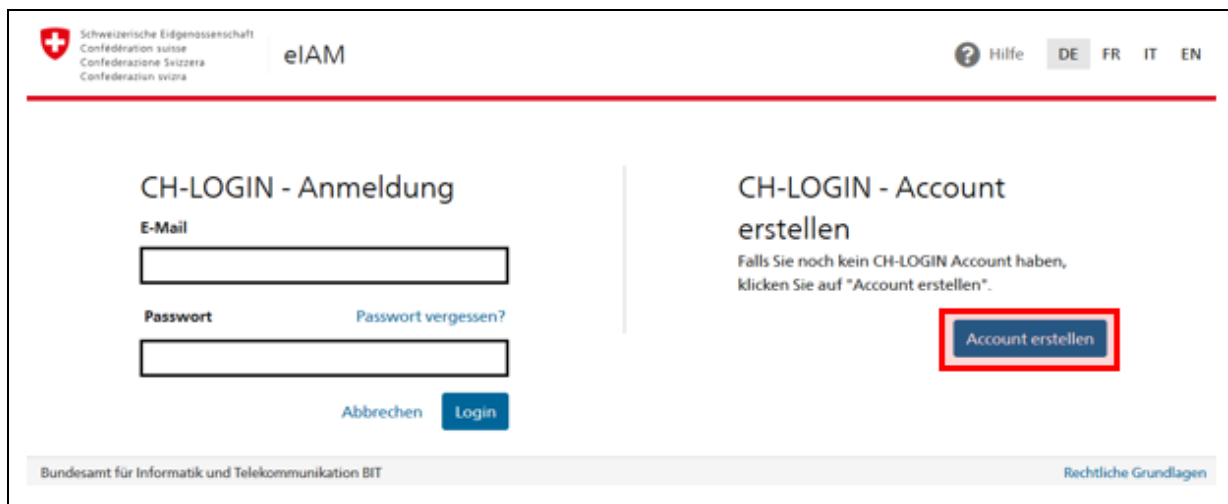 Schweizerische Eidgenossenschaft
Confédération suisse
Confederazione Svizzera
Confederaziun svizra
eIAM
Hilfe DE FR IT EN
CH-LOGIN - Anmeldung
E-Mail
Passwort Passwort vergessen?
Abbrechen Login
CH-LOGIN - Account
erstellen
Falls Sie noch kein CH-LOGIN Account haben,
klicken Sie auf "Account erstellen".
Account erstellen
Bundesamt für Informatik und Telekommunikation BIT Rechtliche Grundlagen